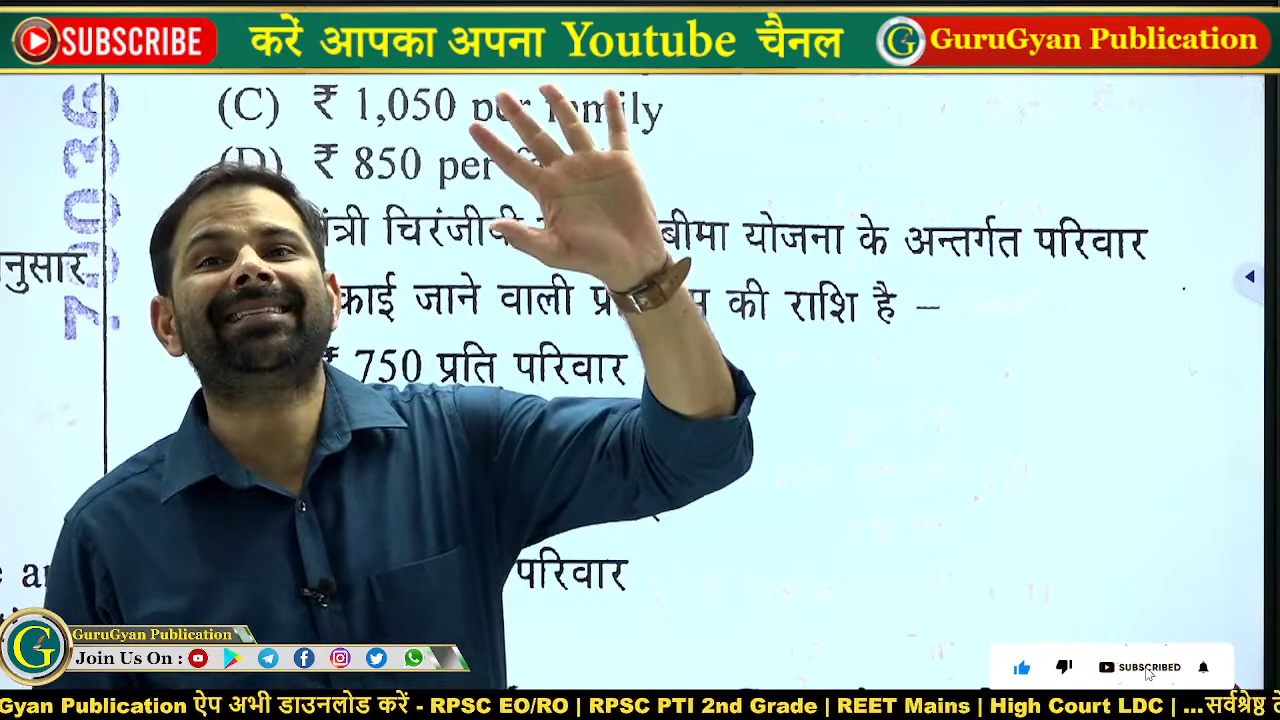 SUBSCRIBE करें आपका अपना Youtube चैनल GuruGyan Publication
(C) ₹ 1,050 per family
(D) ₹ 850 per
चिरंजीवी बीमा योजना के अन्तर्गत परिवार
जाने वाली की राशि है –
₹ 750 प्रति परिवार
परिवार
700036
नुसार
GuruGyan Publication
Join Us On :
SUBSCRIBED
Gyan Publication ऐप अभी डाउनलोड करें - RPSC EO/RO | RPSC PTI 2nd Grade | REET Mains | High Court LDC | ...सर्वश्रेष्ठ